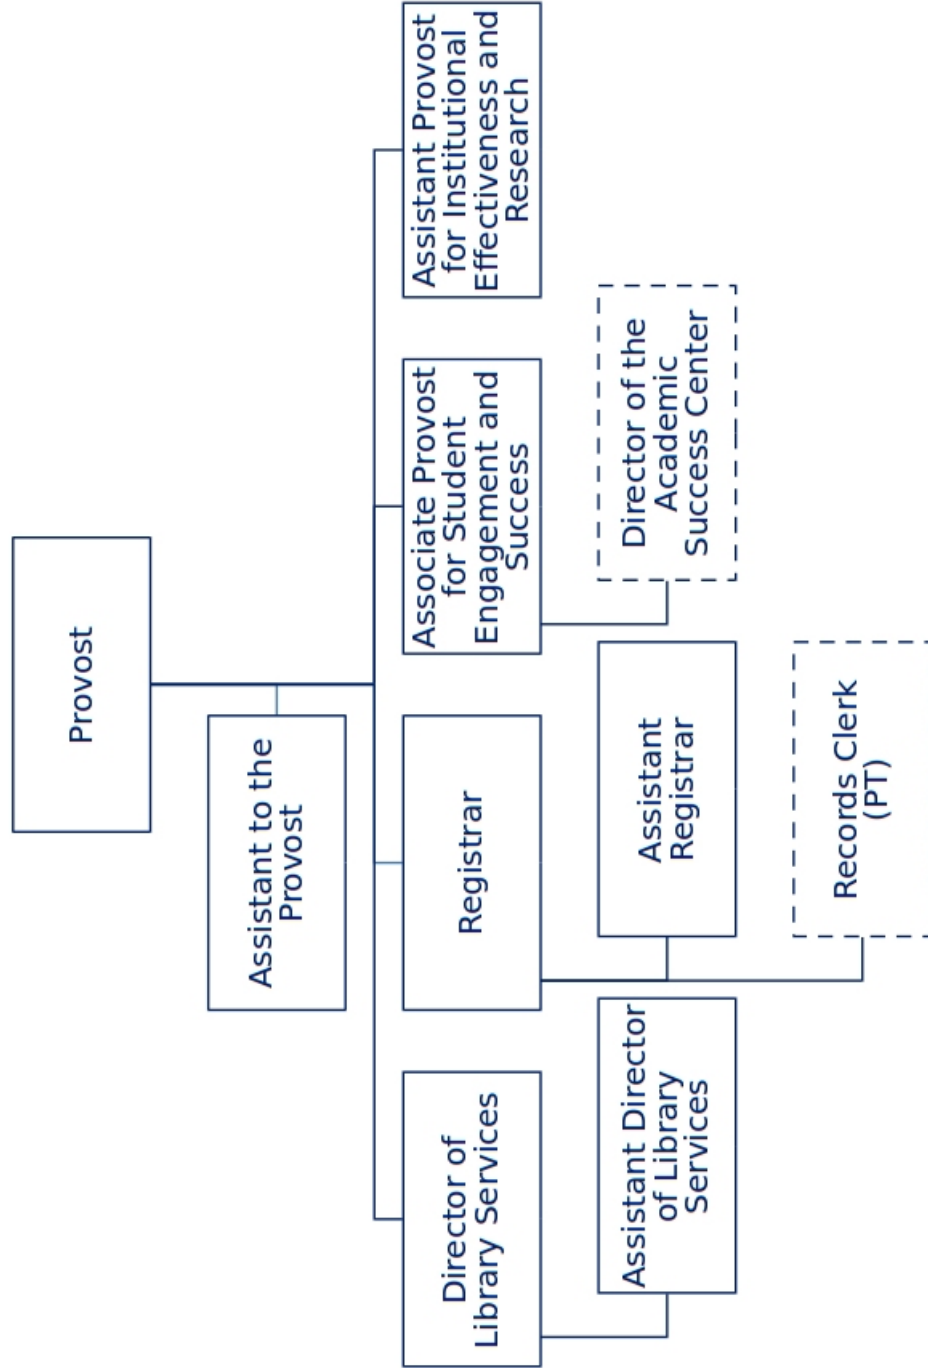 Provost
Assistant to the
Provost
Director of
Library Services
Registrar
Associate Provost
for Student
Engagement and
Success
Assistant Provost
for Institutional
Effectiveness and
Research
Assistant Director
of Library
Services
Assistant
Registrar
Director of the
Academic
Success Center
Records Clerk
(PT)